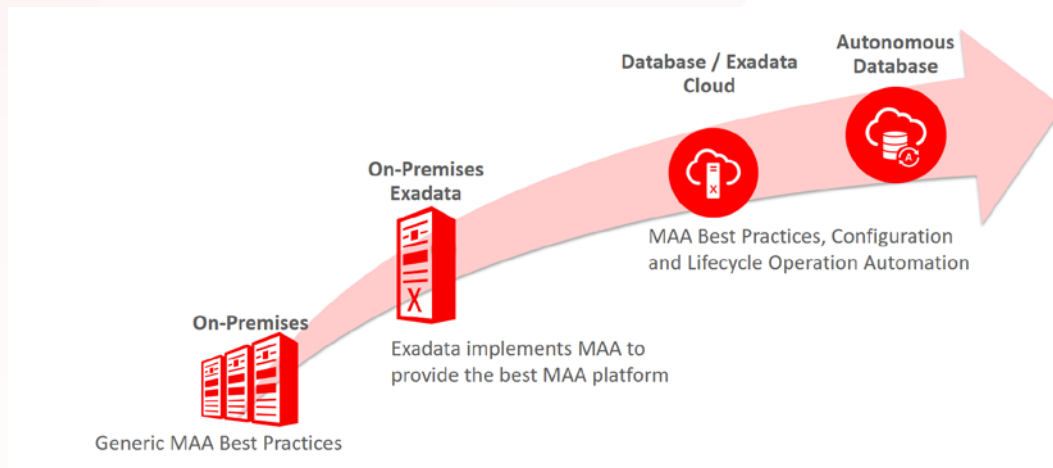 Autonomous
Database
Database / Exadata
Cloud
On-Premises
Exadata
MAA Best Practices, Configuration
and Lifecycle Operation Automation
On-Premises
Exadata implements MAA to
provide the best MAA platform
Generic MAA Best Practices
X
X
A